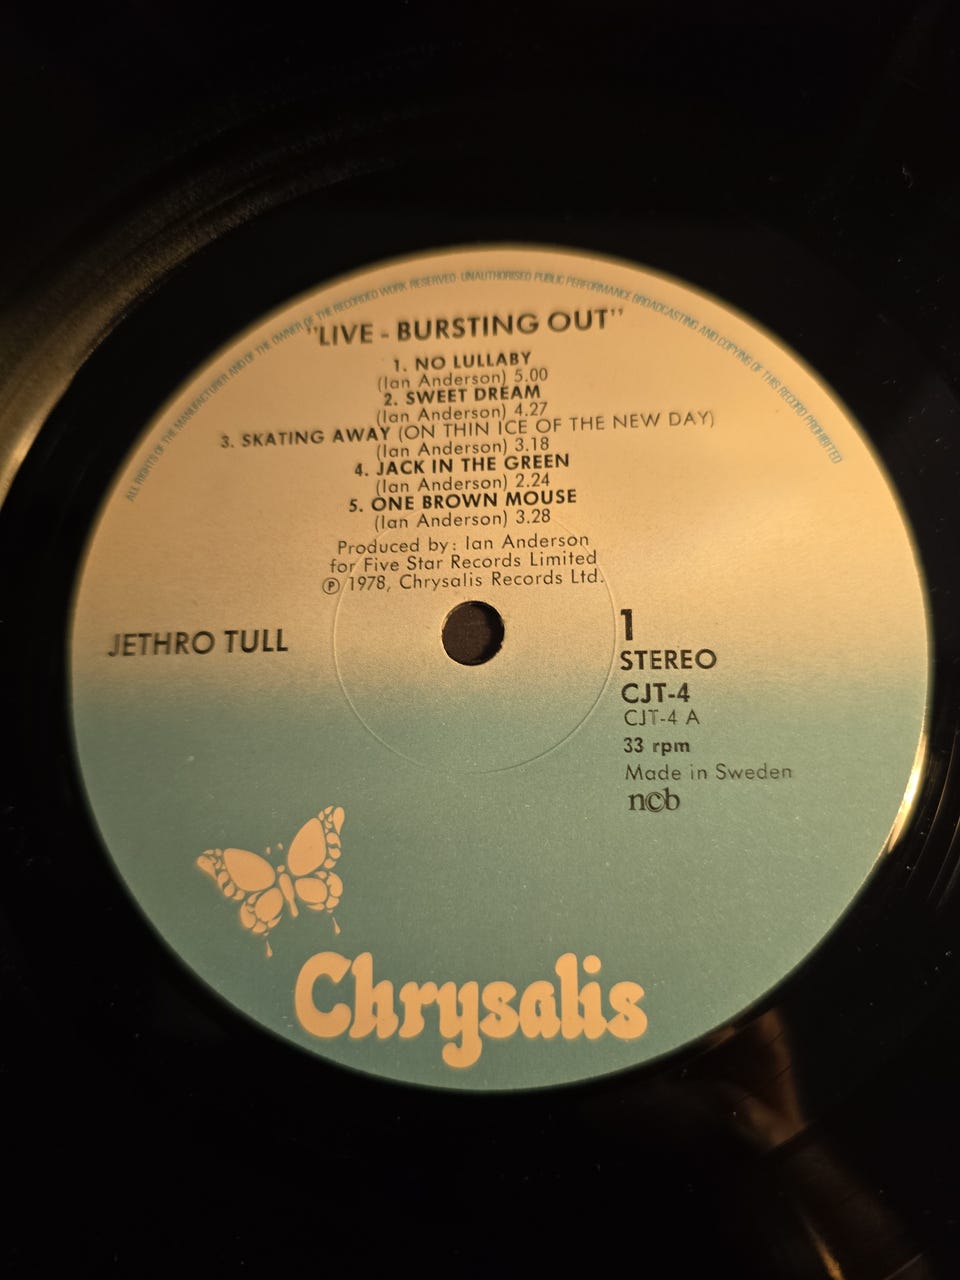 ALL RIGHTS OF THE MANUFACTURER AND OF THE OWNER OF THE RECORDED WORK RESERVED UNAUTHORISED PUBLIC PERFORMANCE BROADCASTING AND COPYING OF THIS RECORD PROHIBITED
"LIVE - BURSTING OUT"
1. NO LULLABY
(Ian Anderson) 5.00
2. SWEET DREAM
(Ian Anderson) 4.27
3. SKATING AWAY (ON THIN ICE OF THE NEW DAY)
(Ian Anderson) 3.18
4. JACK IN THE GREEN
(Ian Anderson) 2.24
5. ONE BROWN MOUSE
(Ian Anderson) 3.28
Produced by: Ian Anderson
for Five Star Records Limited
Ⓟ 1978, Chrysalis Records Ltd.
JETHRO TULL
1
STEREO
CJT-4
CJT-4 A
33 rpm
Made in Sweden
ncb
Chrysalis